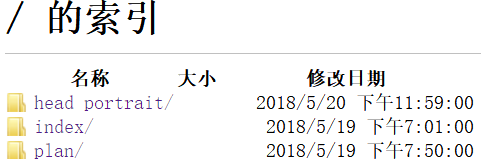 / 的索引
名称 大小 修改日期
head portrait/ 2018/5/20 下午11:59:00
index/ 2018/5/19 下午7:01:00
plan/ 2018/5/19 下午7:50:00